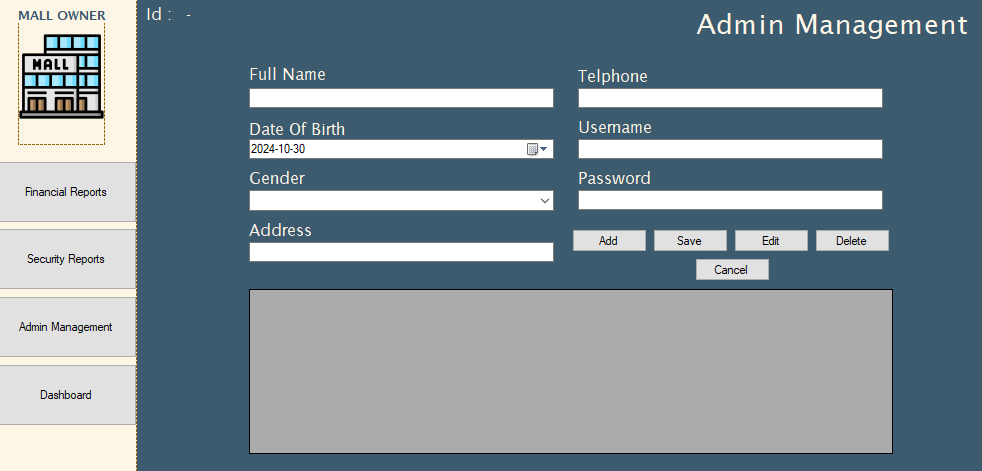 MALL OWNER
MALL
Financial Reports
Security Reports
Admin Management
Dashboard
Id : -
Admin Management
Full Name
Telphone
Date Of Birth
2024-10-30
Username
Gender
Password
Address
Add Save Edit Delete
Cancel